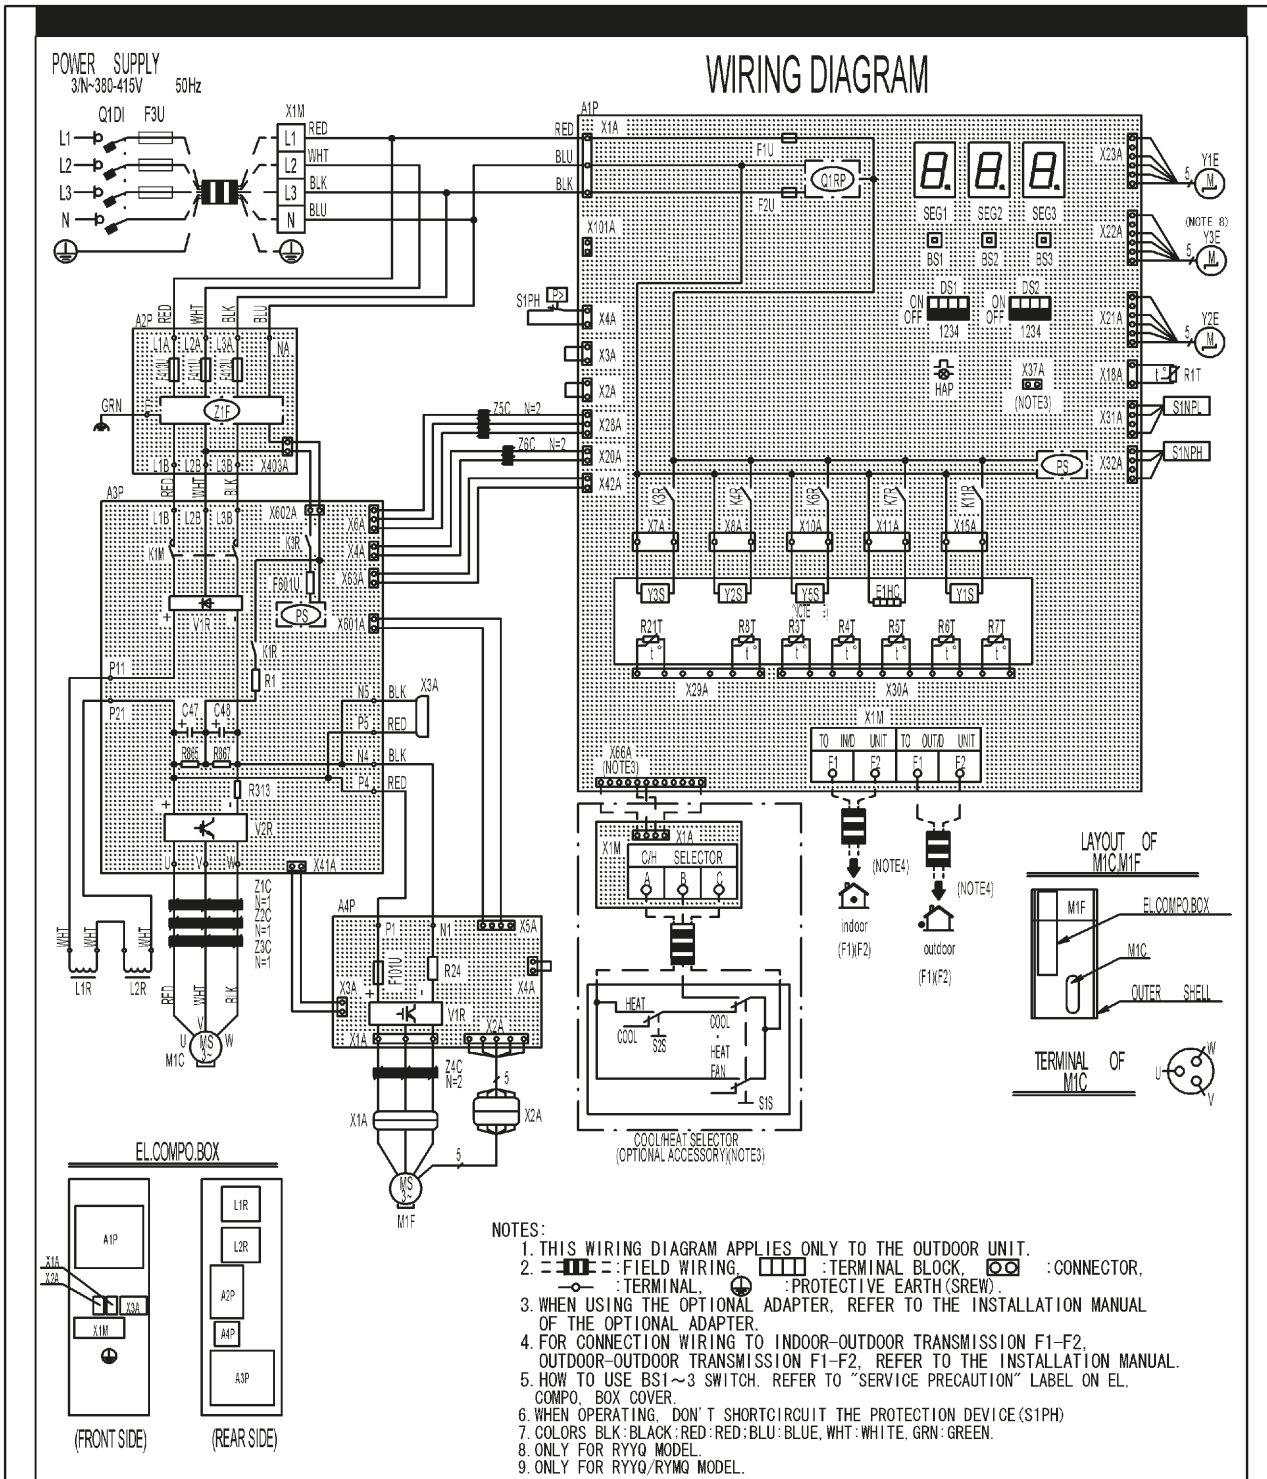 WIRING DIAGRAM
POWER SUPPLY
3/N~380-415V 50Hz
Q1DI F3U X1M
L1 L1 RED
L2 L2 WHT
L3 L3 BLK
N N BLU
A1P
RED X1A
BLU
BLK
F1U
F2U
Q1RP
X101A
SEG1 SEG2 SEG3
BS1 BS2 BS3
DS1 DS2
ON
OFF
1234
ON
OFF
1234
HAP
X37A
(NOTE3)
X23A 5 Y1E
M
(NOTE 8)
X22A 5 Y3E
M
X21A 5 Y2E
M
X18A t° R1T
X31A S1NPL
X32A S1NPH
S1PH P>
X4A
X3A
X2A
Z5C N=2
X28A
Z6C N=2
X20A
X42A
PS
K3R K4R K6R K7R K11R
X7A X8A X10A X11A X15A
Y3S Y2S Y5S E1HC Y1S
R21T R8T R3T R4T R5T R6T R7T
t° t° t° t° t° t° t°
X29A X30A
X1M
TO IN/D UNIT TO OUT/D UNIT
F1 F2 F1 F2
(NOTE4) (NOTE4)
indoor
(F1)(F2)
outdoor
(F1)(F2)
X66A
(NOTE3)
X1M X1A
C/H SELECTOR
A B C
HEAT
COOL
S2S
COOL
HEAT
FAN
S1S
COOL/HEAT SELECTOR
(OPTIONAL ACCESSORY)(NOTE3)
RED WHT BLK BLU
A2P
L1A L2A L3A NA
F410U F411U F412U
GRN
Z1F
L1B L2B L3B X403A
RED WHT BLK
A3P
L1B L2B L3B X602A
X6A
K1M K3R X4A
F601U X63A
V1R PS X601A
K1R
R1
P11
P21
C47 C48
R865 R867
R313
V2R
U V W
N5 BLK X3A
P5 RED
N4 BLK
P4 RED
X41A
Z1C
N=1
Z2C
N=1
Z3C
N=1
WHT WHT WHT
L1R L2R
RED WHT BLK
U V W
MS
3~
M1C
A4P
P1 N1 X5A
F101U R24
X3A X4A
V1R
X1A X2A
Z4C
N=2
5
X1A X2A
5
MS
3~
M1F
LAYOUT OF
M1C,M1F
M1F
EL.COMPO.BOX
M1C
OUTER SHELL
TERMINAL OF
M1C
U W V
EL.COMPO.BOX
A1P
X1A
X2A
X3A
X1M
(FRONT SIDE)
L1R
L2R
A2P
A4P
A3P
(REAR SIDE)
NOTES:
1. THIS WIRING DIAGRAM APPLIES ONLY TO THE OUTDOOR UNIT.
2. :FIELD WIRING, :TERMINAL BLOCK, :CONNECTOR,
:TERMINAL, :PROTECTIVE EARTH(SREW).
3. WHEN USING THE OPTIONAL ADAPTER, REFER TO THE INSTALLATION MANUAL
OF THE OPTIONAL ADAPTER.
4. FOR CONNECTION WIRING TO INDOOR-OUTDOOR TRANSMISSION F1-F2,
OUTDOOR-OUTDOOR TRANSMISSION F1-F2, REFER TO THE INSTALLATION MANUAL.
5. HOW TO USE BS1~3 SWITCH. REFER TO "SERVICE PRECAUTION" LABEL ON EL.
COMPO, BOX COVER.
6. WHEN OPERATING, DON'T SHORTCIRCUIT THE PROTECTION DEVICE(S1PH)
7. COLORS BLK:BLACK;RED:RED;BLU:BLUE,WHT:WHITE,GRN:GREEN.
8. ONLY FOR RYYQ MODEL.
9. ONLY FOR RYYQ/RYMQ MODEL.